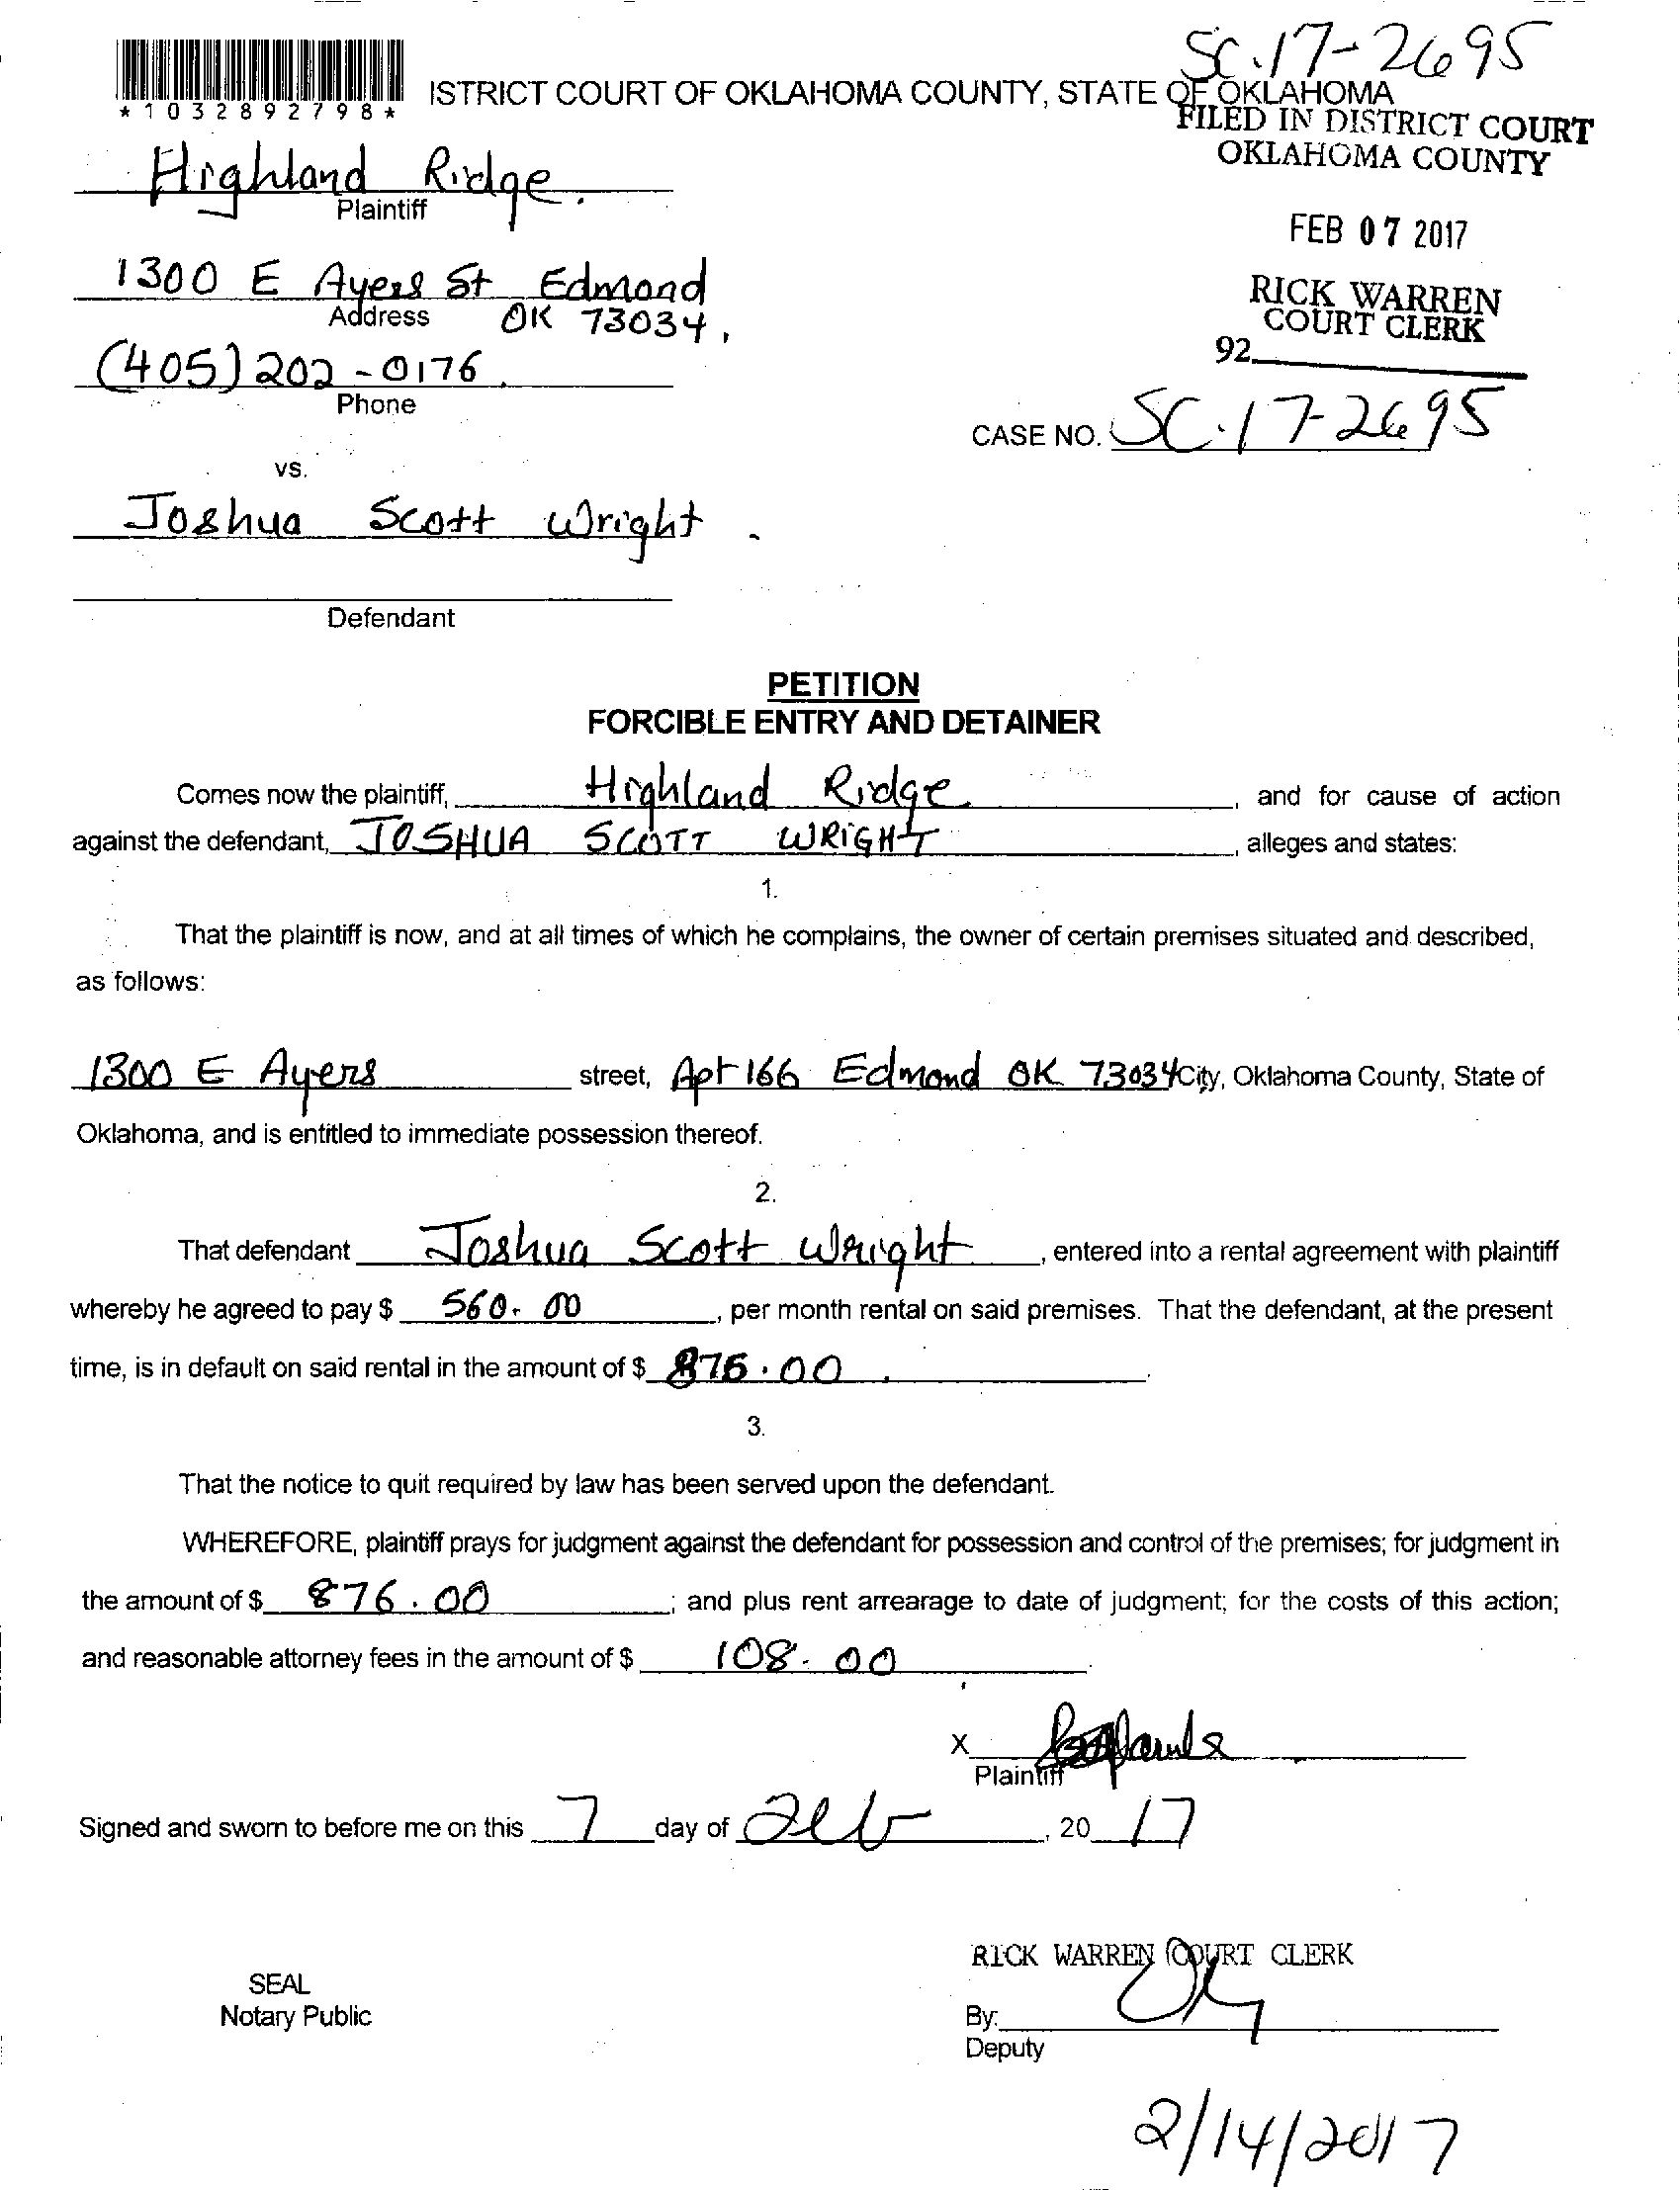 SC-17-2695
*1032892798*
ISTRICT COURT OF OKLAHOMA COUNTY, STATE OF OKLAHOMA
FILED IN DISTRICT COURT
OKLAHOMA COUNTY
Highland Ridge.
Plaintiff
FEB 07 2017
1300 E Ayers St Edmond
Address OK 73034,
RICK WARREN
COURT CLERK
92
(405) 202-0176.
Phone
CASE NO. SC-17-2695
vs.
Joshua Scott Wright.
Defendant
PETITION
FORCIBLE ENTRY AND DETAINER
Comes now the plaintiff, Highland Ridge, and for cause of action
against the defendant, JOSHUA SCOTT WRIGHT, alleges and states:
1.
That the plaintiff is now, and at all times of which he complains, the owner of certain premises situated and described,
as follows:
1300 E Ayers street, Apt 166 Edmond OK 73034 City, Oklahoma County, State of
Oklahoma, and is entitled to immediate possession thereof.
2.
That defendant Joshua Scott Wright, entered into a rental agreement with plaintiff
whereby he agreed to pay $ 560.00, per month rental on said premises. That the defendant, at the present
time, is in default on said rental in the amount of $ 876.00.
3.
That the notice to quit required by law has been served upon the defendant.
WHEREFORE, plaintiff prays for judgment against the defendant for possession and control of the premises; for judgment in
the amount of $ 876.00; and plus rent arrearage to date of judgment; for the costs of this action;
and reasonable attorney fees in the amount of $ 108.00.
X
Plaintiff
Signed and sworn to before me on this 7 day of Feb, 2017
RICK WARREN COURT CLERK
SEAL
Notary Public
By:
Deputy
2/14/2017